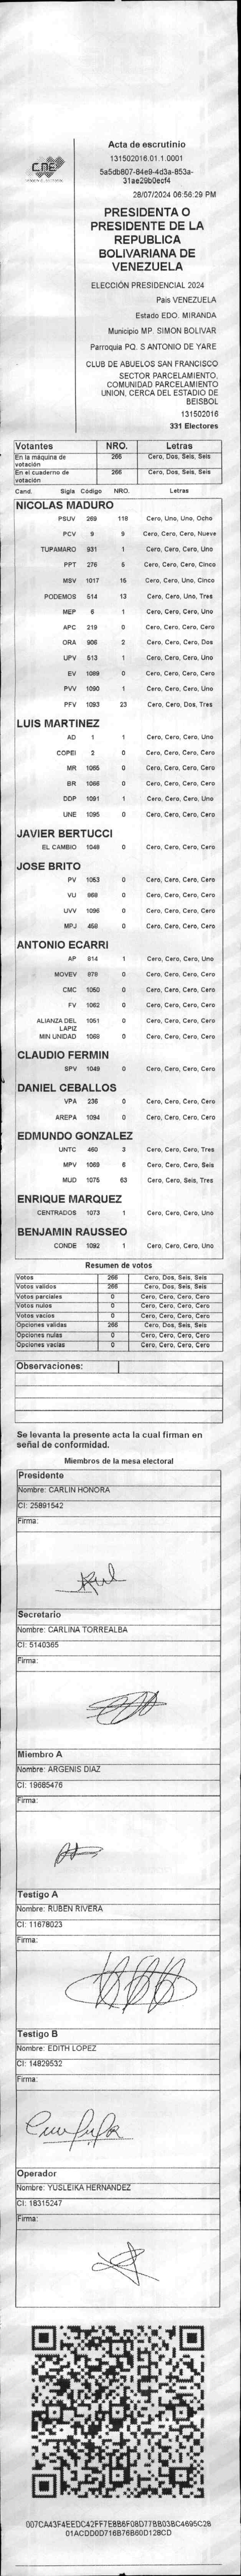 CNE
Acta de escrutinio
131502016.01.1.0001
5a5db807-84e9-4d3a-853a-
31ae29b0ecf4
28/07/2024 06:56:29 PM
PRESIDENTA O
PRESIDENTE DE LA
REPUBLICA
BOLIVARIANA DE
VENEZUELA
ELECCIÓN PRESIDENCIAL 2024
País VENEZUELA
Estado EDO. MIRANDA
Municipio MP. SIMON BOLIVAR
Parroquia PQ. S ANTONIO DE YARE
CLUB DE ABUELOS SAN FRANCISCO
SECTOR PARCELAMIENTO,
COMUNIDAD PARCELAMIENTO
UNION, CERCA DEL ESTADIO DE
BEISBOL
131502016
331 Electores
Votantes NRO. Letras
En la máquina de votación 266 Cero, Dos, Seis, Seis
En el cuaderno de votación 266 Cero, Dos, Seis, Seis
Cand. Sigla Código NRO. Letras
NICOLAS MADURO
PSUV 269 118 Cero, Uno, Uno, Ocho
PCV 9 9 Cero, Cero, Cero, Nueve
TUPAMARO 931 1 Cero, Cero, Cero, Uno
PPT 276 5 Cero, Cero, Cero, Cinco
MSV 1017 15 Cero, Cero, Uno, Cinco
PODEMOS 514 13 Cero, Cero, Uno, Tres
MEP 6 1 Cero, Cero, Cero, Uno
APC 219 0 Cero, Cero, Cero, Cero
ORA 906 2 Cero, Cero, Cero, Dos
UPV 513 1 Cero, Cero, Cero, Uno
EV 1089 0 Cero, Cero, Cero, Cero
PVV 1090 1 Cero, Cero, Cero, Uno
PFV 1093 23 Cero, Cero, Dos, Tres
LUIS MARTINEZ
AD 1 1 Cero, Cero, Cero, Uno
COPEI 2 0 Cero, Cero, Cero, Cero
MR 1065 0 Cero, Cero, Cero, Cero
BR 1066 0 Cero, Cero, Cero, Cero
DDP 1091 1 Cero, Cero, Cero, Uno
UNE 1095 0 Cero, Cero, Cero, Cero
JAVIER BERTUCCI
EL CAMBIO 1048 0 Cero, Cero, Cero, Cero
JOSE BRITO
PV 1053 0 Cero, Cero, Cero, Cero
VU 868 0 Cero, Cero, Cero, Cero
UVV 1096 0 Cero, Cero, Cero, Cero
MPJ 458 0 Cero, Cero, Cero, Cero
ANTONIO ECARRI
AP 614 1 Cero, Cero, Cero, Uno
MOVEV 878 0 Cero, Cero, Cero, Cero
CMC 1050 0 Cero, Cero, Cero, Cero
FV 1062 0 Cero, Cero, Cero, Cero
ALIANZA DEL LAPIZ 1051 0 Cero, Cero, Cero, Cero
MIN UNIDAD 1068 0 Cero, Cero, Cero, Cero
CLAUDIO FERMIN
SPV 1049 0 Cero, Cero, Cero, Cero
DANIEL CEBALLOS
VPA 236 0 Cero, Cero, Cero, Cero
AREPA 1094 0 Cero, Cero, Cero, Cero
EDMUNDO GONZALEZ
UNTC 460 3 Cero, Cero, Cero, Tres
MPV 1069 6 Cero, Cero, Cero, Seis
MUD 1075 63 Cero, Cero, Seis, Tres
ENRIQUE MARQUEZ
CENTRADOS 1073 1 Cero, Cero, Cero, Uno
BENJAMIN RAUSSEO
CONDE 1092 1 Cero, Cero, Cero, Uno
Resumen de votos
Votos 266 Cero, Dos, Seis, Seis
Votos validos 266 Cero, Dos, Seis, Seis
Votos parciales 0 Cero, Cero, Cero, Cero
Votos nulos 0 Cero, Cero, Cero, Cero
Votos vacíos 0 Cero, Cero, Cero, Cero
Opciones validas 266 Cero, Dos, Seis, Seis
Opciones nulas 0 Cero, Cero, Cero, Cero
Opciones vacías 0 Cero, Cero, Cero, Cero
Observaciones:
Se levanta la presente acta la cual firman en
señal de conformidad.
Miembros de la mesa electoral
Presidente
Nombre: CARLIN HONORA
CI: 25891542
Firma:
Secretario
Nombre: CARLINA TORREALBA
CI: 5140365
Firma:
Miembro A
Nombre: ARGENIS DIAZ
CI: 19685476
Firma:
Testigo A
Nombre: RUBEN RIVERA
CI: 11678023
Firma:
Testigo B
Nombre: EDITH LOPEZ
CI: 14829532
Firma:
Operador
Nombre: YUSLEIKA HERNANDEZ
CI: 18315247
Firma:
007CA43F4EEDC42FF7E8B6F08D77BB03BC4695C28
01ACDD0D716B76B60D128CD